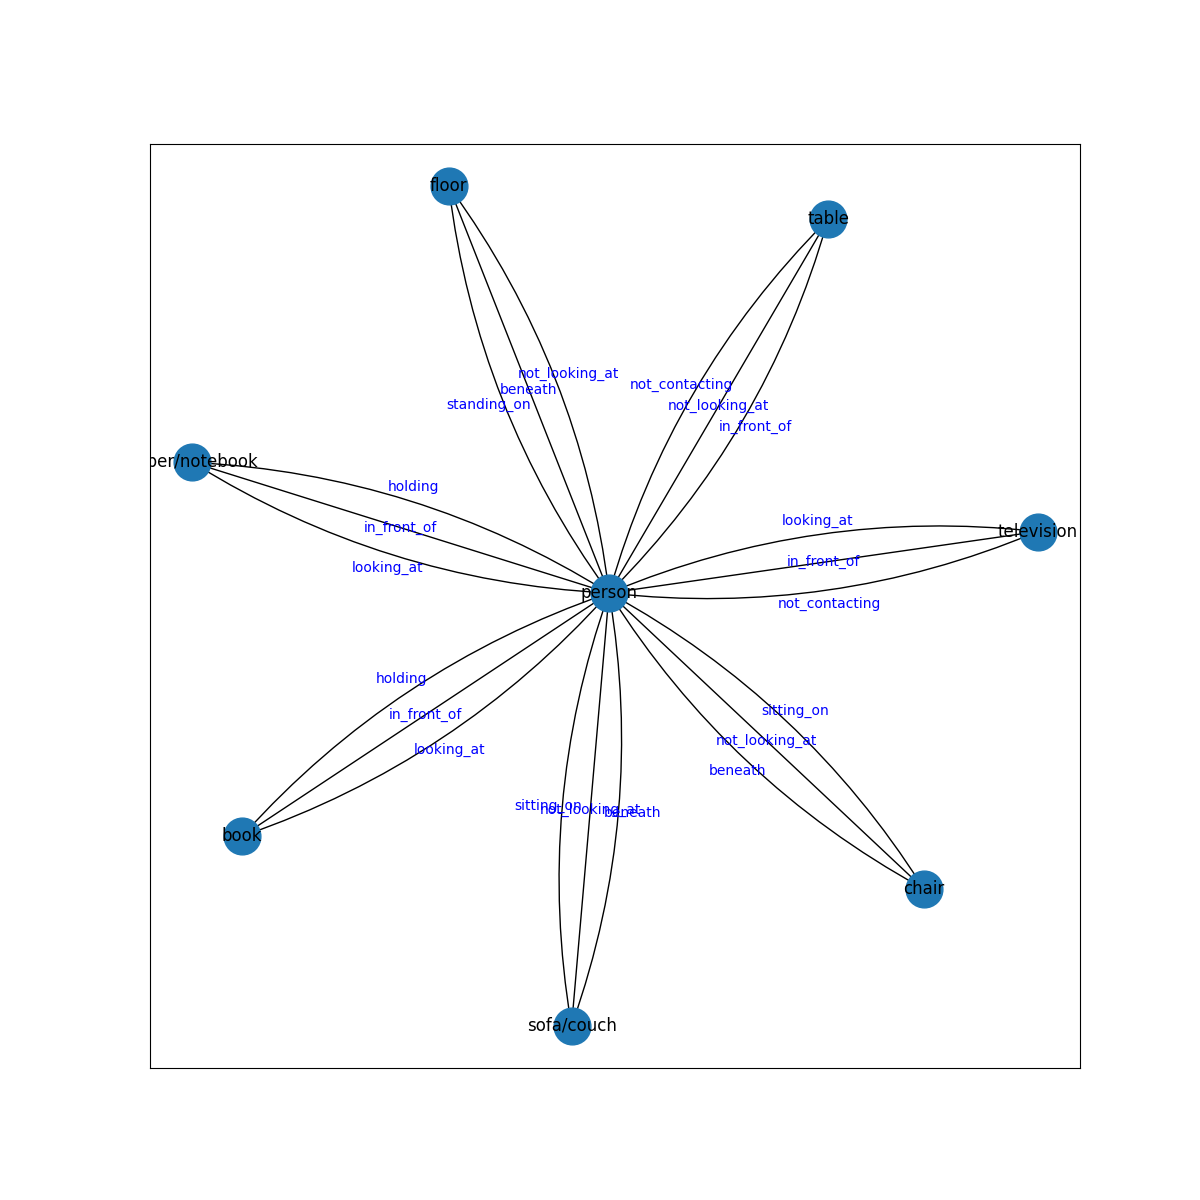 floor
table
not_looking_at
beneath
standing_on
not_contacting
not_looking_at
in_front_of
per/notebook
holding
in_front_of
looking_at
looking_at
in_front_of
not_contacting
television
person
holding
in_front_of
looking_at
sitting_on
not_looking_at
beneath
sitting_on
not_looking_at
beneath
book
chair
sofa/couch